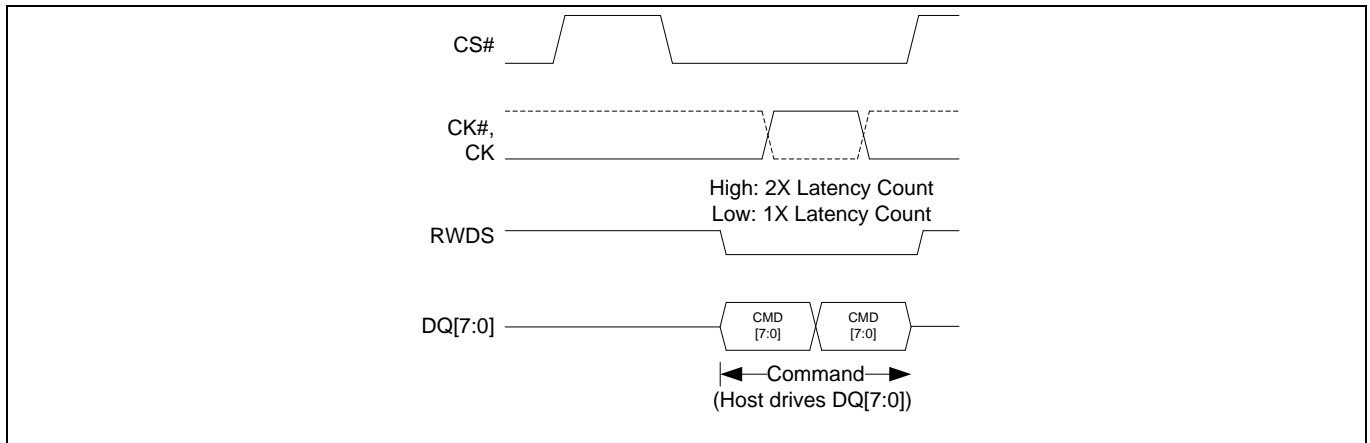 CS#
CK#,
CK
High: 2X Latency Count
Low: 1X Latency Count
RWDS
DQ[7:0]
CMD
[7:0]
CMD
[7:0]
Command
(Host drives DQ[7:0])